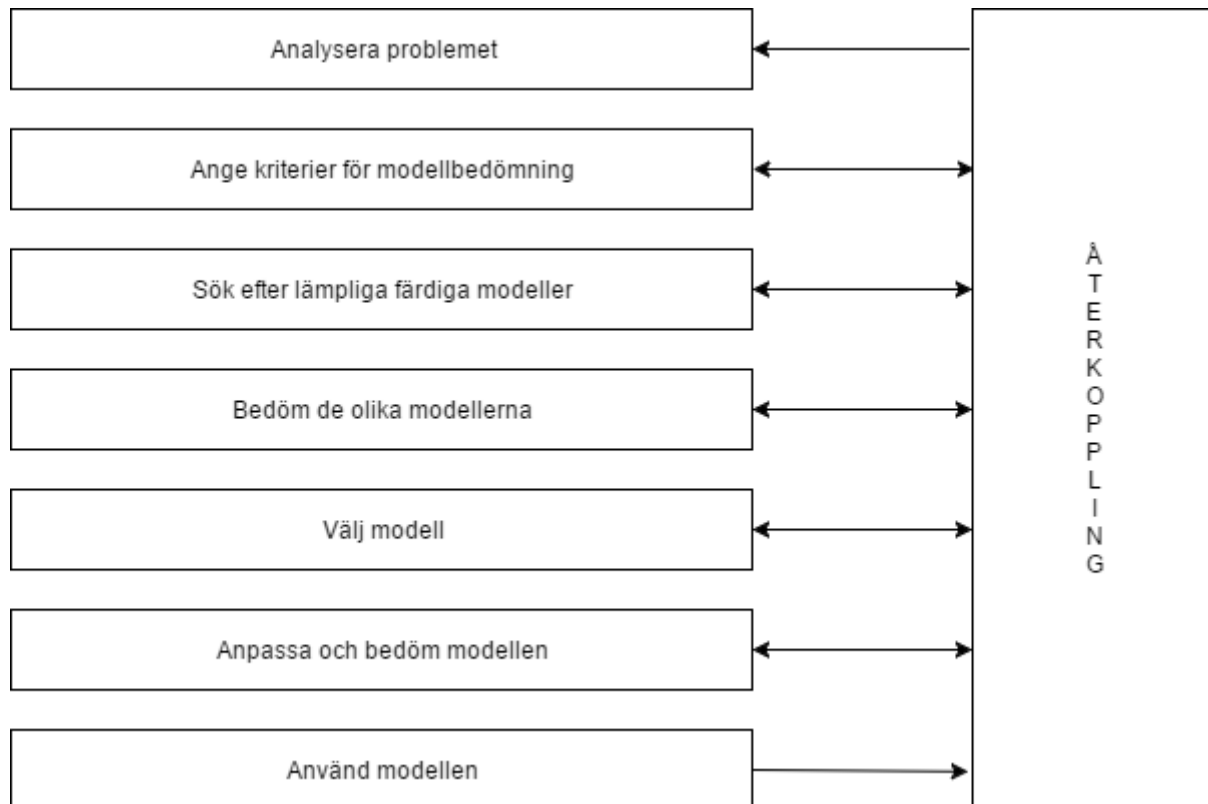 Analysera problemet
Ange kriterier för modellbedömning
Sök efter lämpliga färdiga modeller
Bedöm de olika modellerna
Välj modell
Anpassa och bedöm modellen
Använd modellen
Å
T
E
R
K
O
P
P
L
I
N
G